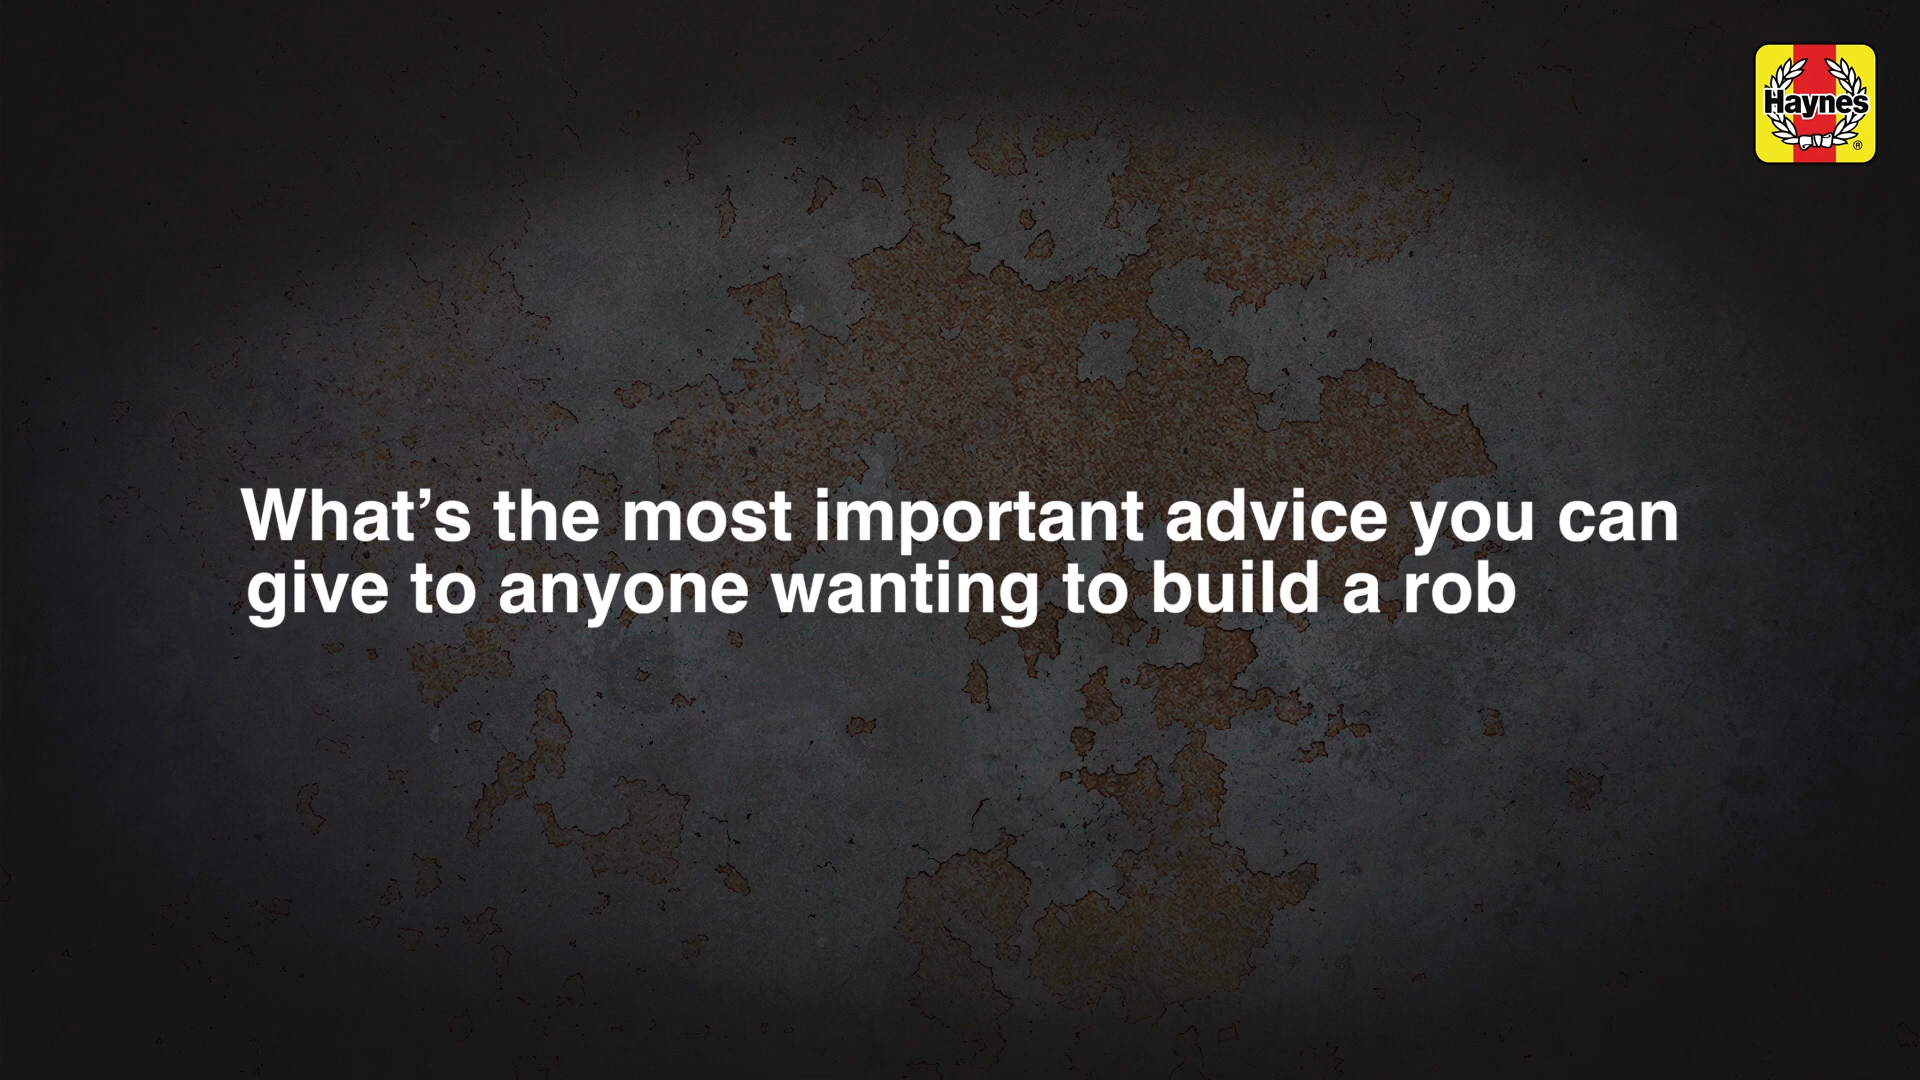 Haynes
®
What’s the most important advice you can
give to anyone wanting to build a rob